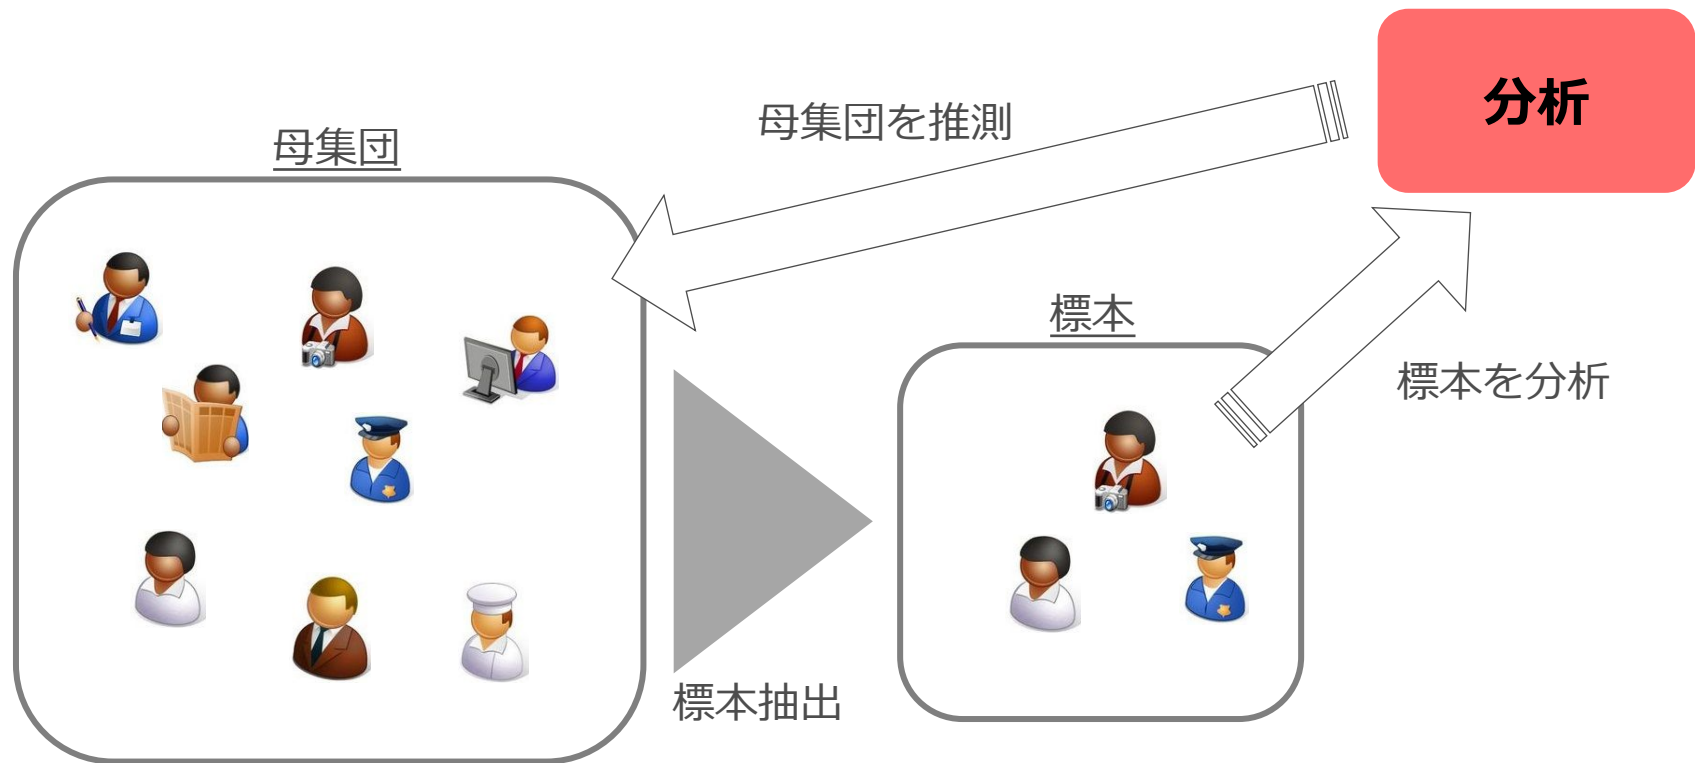 分析
母集団を推測
母集団
標本
標本を分析
標本抽出